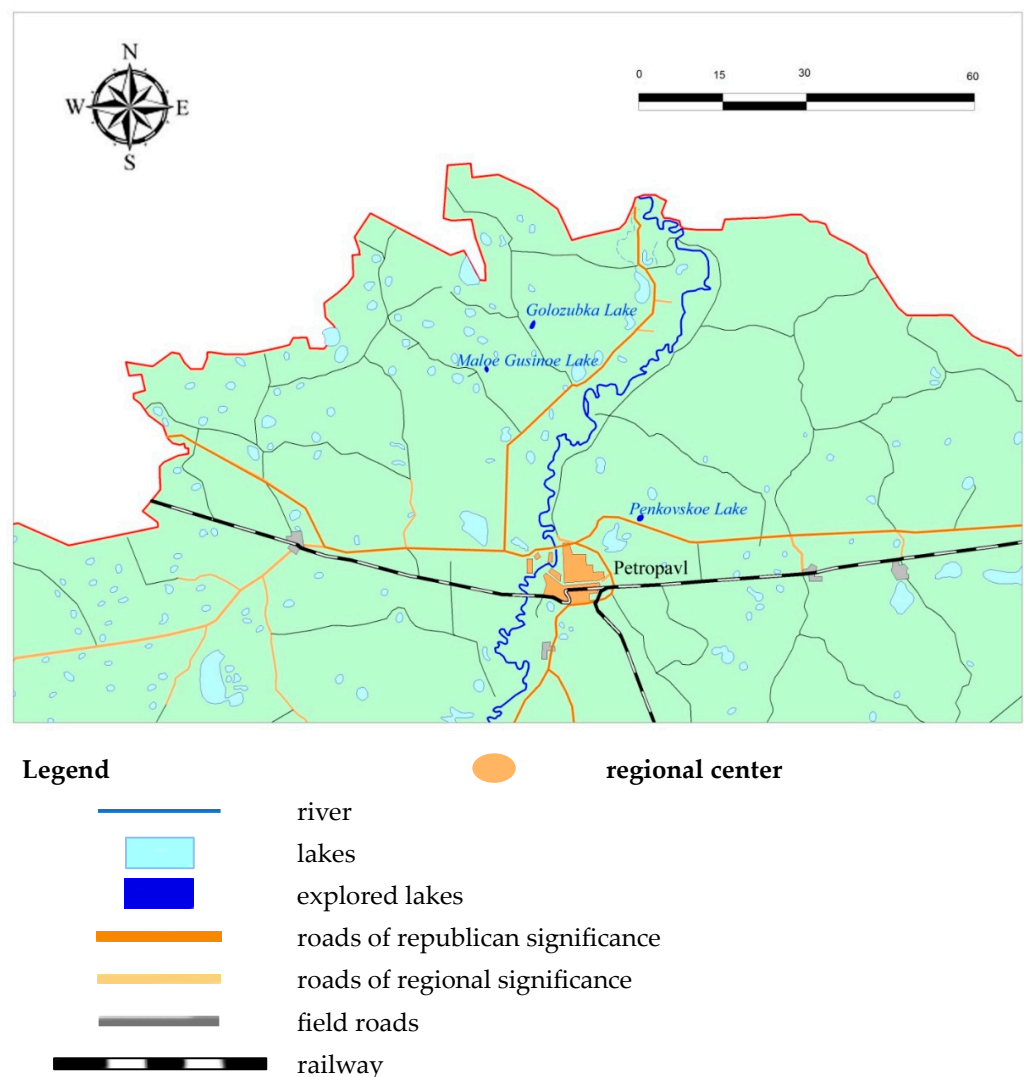 N
W E
S
0 15 30 60
Golozubka Lake
Maloe Gusinoe Lake
Penkovskoe Lake
Petropavl
Legend
regional center
river
lakes
explored lakes
roads of republican significance
roads of regional significance
field roads
railway